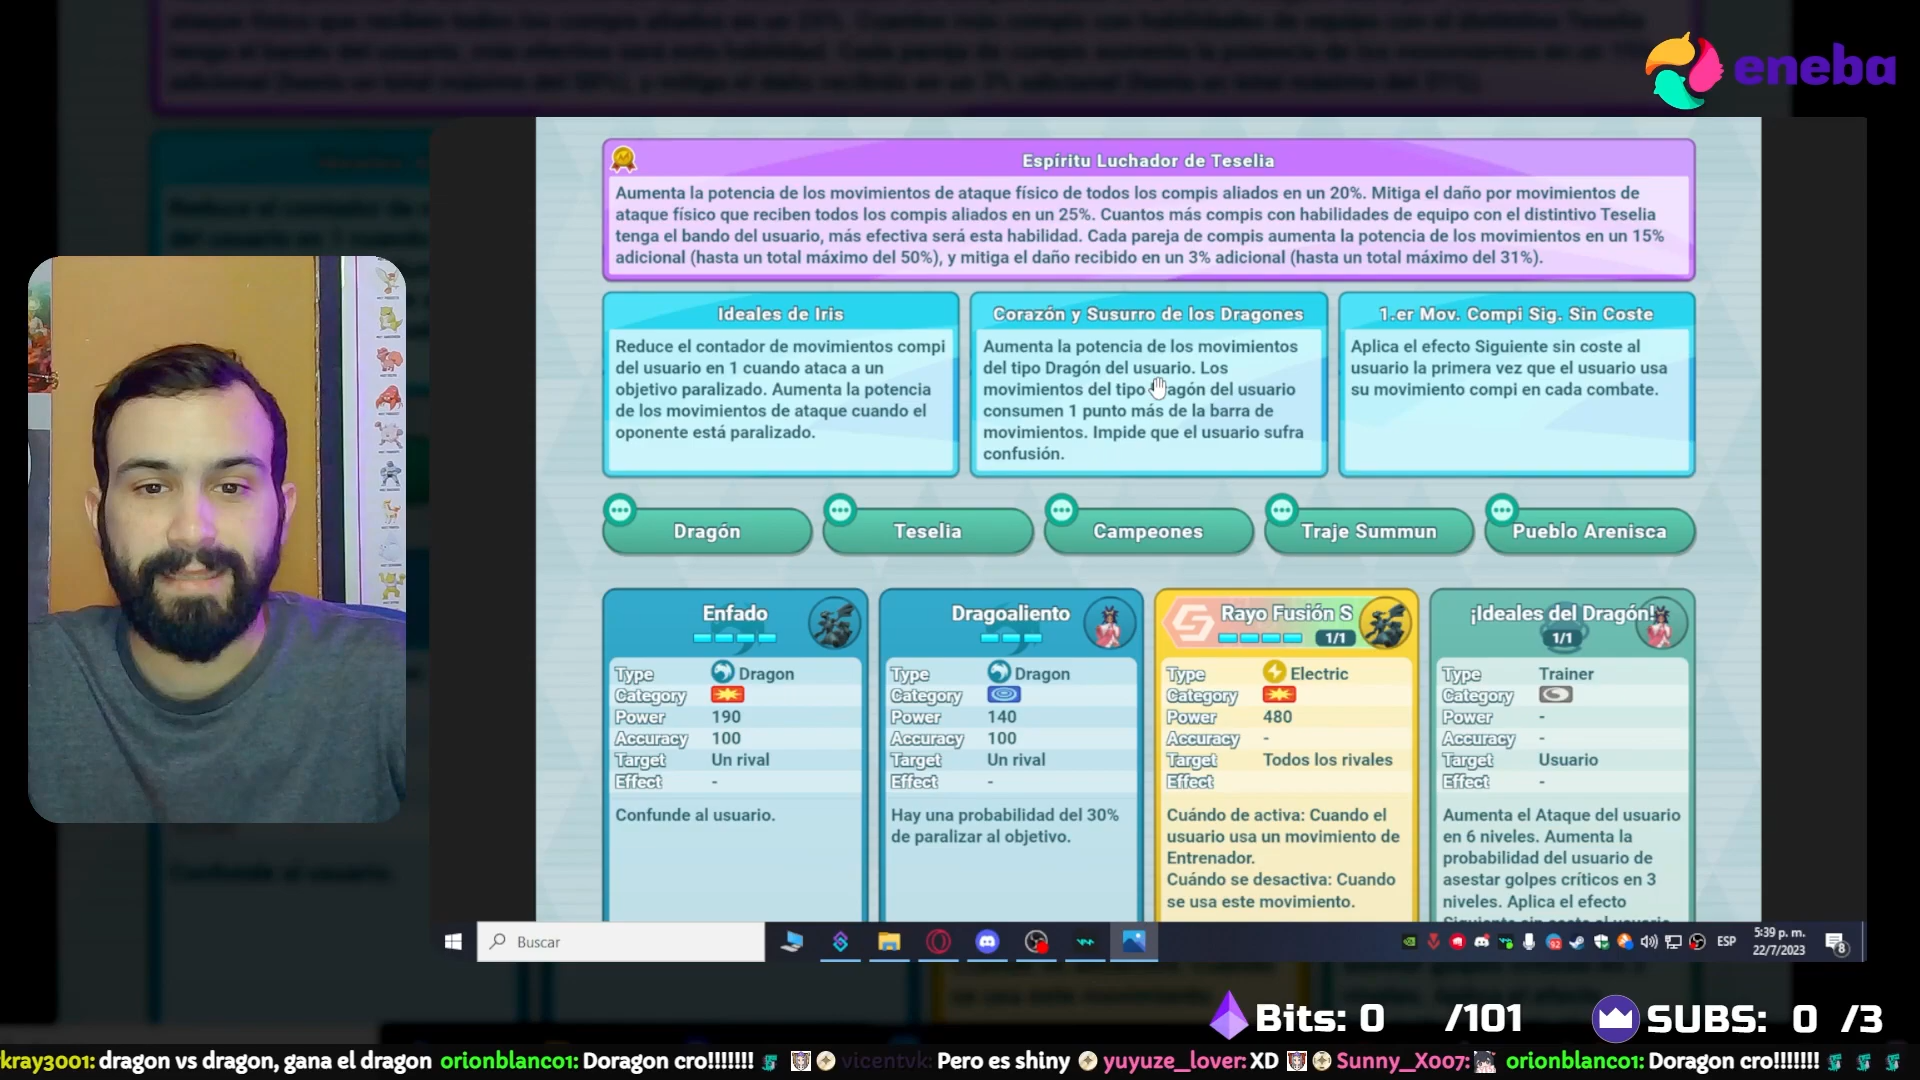 eneba
Espíritu Luchador de Teselia
Aumenta la potencia de los movimientos de ataque físico de todos los compis aliados en un 20%. Mitiga el daño por movimientos de
ataque físico que reciben todos los compis aliados en un 25%. Cuantos más compis con habilidades de equipo con el distintivo Teselia
tenga el bando del usuario, más efectiva será esta habilidad. Cada pareja de compis aumenta la potencia de los movimientos en un 15%
adicional (hasta un total máximo del 50%), y mitiga el daño recibido en un 3% adicional (hasta un total máximo del 31%).
Ideales de Iris
Reduce el contador de movimientos compi
del usuario en 1 cuando ataca a un
objetivo paralizado. Aumenta la potencia
de los movimientos de ataque cuando el
oponente está paralizado.
Corazón y Susurro de los Dragones
Aumenta la potencia de los movimientos
del tipo Dragón del usuario. Los
movimientos del tipo Dragón del usuario
consumen 1 punto más de la barra de
movimientos. Impide que el usuario sufra
confusión.
1.er Mov. Compi Sig. Sin Coste
Aplica el efecto Siguiente sin coste al
usuario la primera vez que el usuario usa
su movimiento compi en cada combate.
Dragón
Teselia
Campeones
Traje Summun
Pueblo Arenisca
Enfado
Type Dragon
Category
Power 190
Accuracy 100
Target Un rival
Effect -
Confunde al usuario.
Dragoaliento
Type Dragon
Category
Power 140
Accuracy 100
Target Un rival
Effect -
Hay una probabilidad del 30%
de paralizar al objetivo.
Rayo Fusión S
1/1
Type Electric
Category
Power 480
Accuracy -
Target Todos los rivales
Effect
Cuándo de activa: Cuando el
usuario usa un movimiento de
Entrenador.
Cuándo se desactiva: Cuando
se usa este movimiento.
¡Ideales del Dragón!
1/1
Type Trainer
Category
Power -
Accuracy -
Target Usuario
Effect -
Aumenta el Ataque del usuario
en 6 niveles. Aumenta la
probabilidad del usuario de
asestar golpes críticos en 3
niveles. Aplica el efecto
Siguiente sin coste al usuario
Buscar
ESP
5:39 p. m.
22/7/2023
8
Bits: 0 /101
SUBS: 0 /3
kray3001: dragon vs dragon, gana el dragon orionblanco1: Doragon cro!!!!!!! vicentvk: Pero es shiny yuyuze_lover: XD Sunny_X007: orionblanco1: Doragon cro!!!!!!!